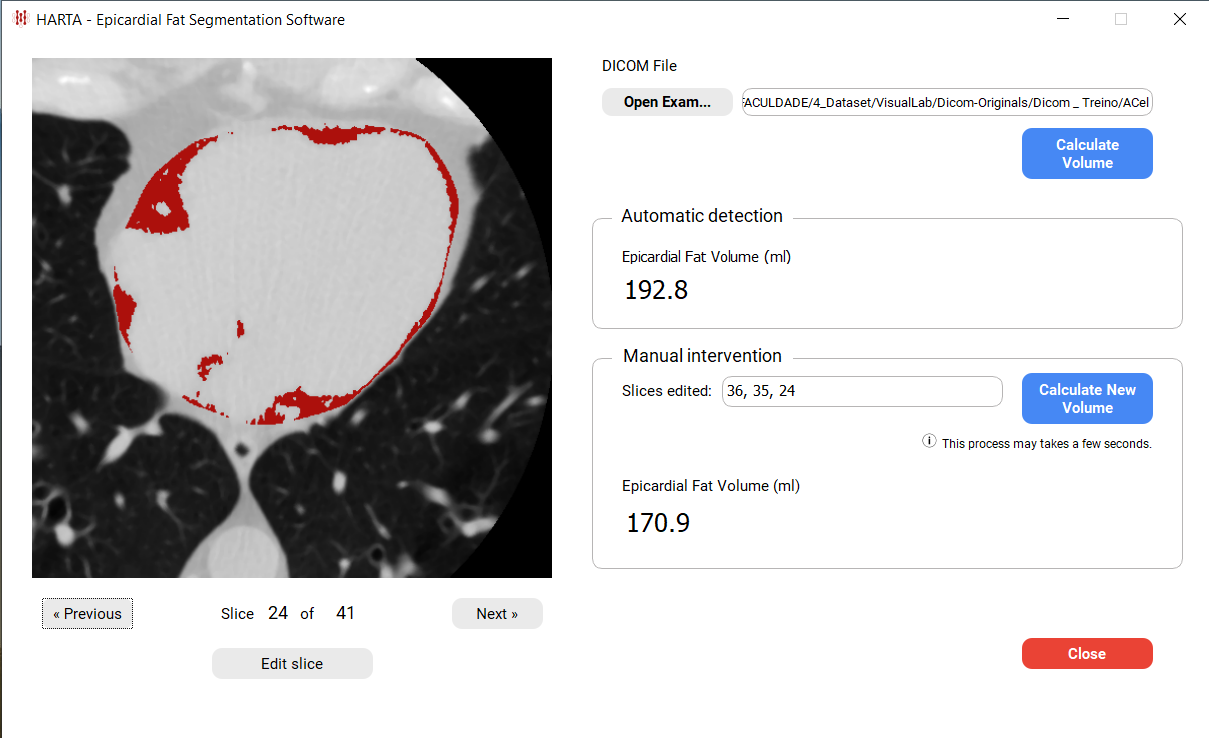 HARTA - Epicardial Fat Segmentation Software
DICOM File
Open Exam...
FACULDADE/4_Dataset/VisualLab/Dicom-Originals/Dicom _ Treino/ACel
Calculate
Volume
Automatic detection
Epicardial Fat Volume (ml)
192.8
Manual intervention
Slices edited: 36, 35, 24
Calculate New
Volume
This process may takes a few seconds.
Epicardial Fat Volume (ml)
170.9
« Previous
Slice 24 of 41
Next »
Edit slice
Close